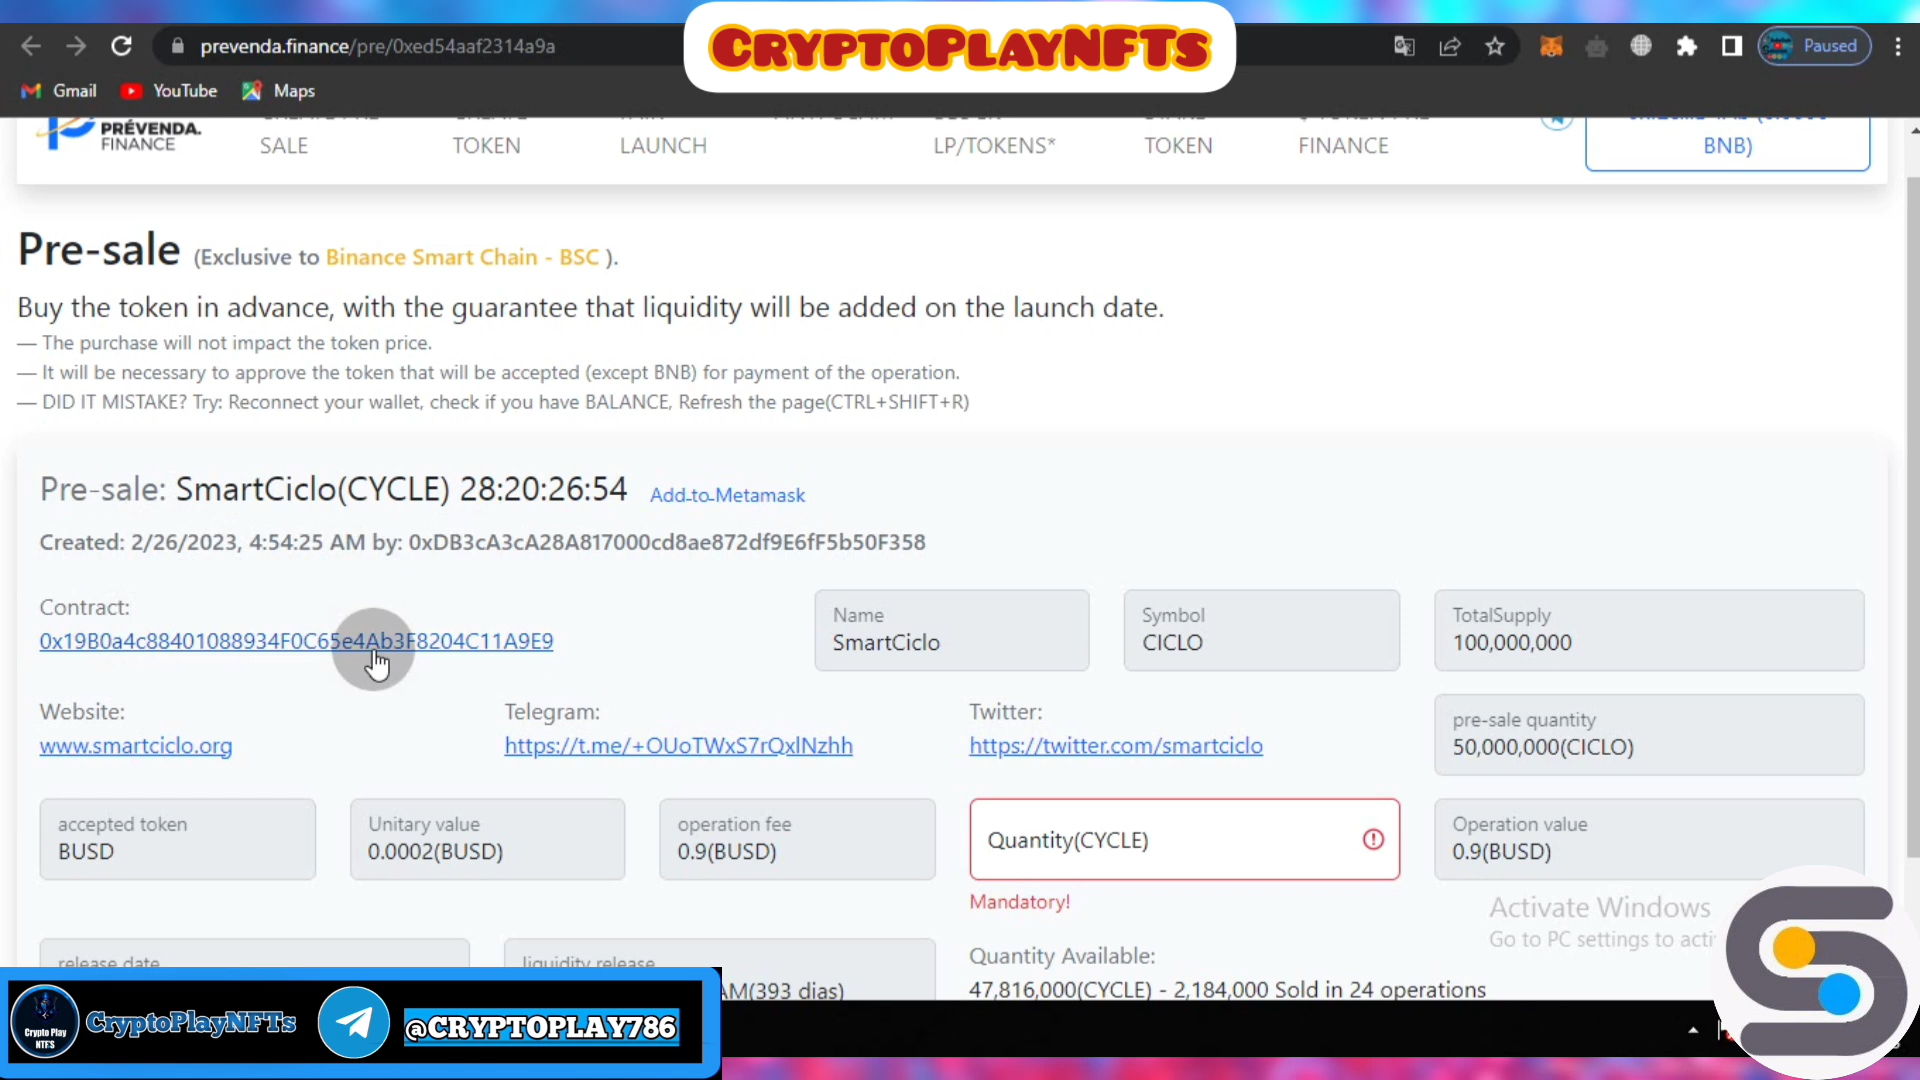 CRYPTOPLAYNFTS
prevenda.finance/pre/0xed54aaf2314a9a
Paused
Gmail
YouTube
Maps
PRÉVENDA.
FINANCE
SALE
TOKEN
LAUNCH
LP/TOKENS*
TOKEN
FINANCE
BNB)
Pre-sale (Exclusive to Binance Smart Chain - BSC ).
Buy the token in advance, with the guarantee that liquidity will be added on the launch date.
— The purchase will not impact the token price.
— It will be necessary to approve the token that will be accepted (except BNB) for payment of the operation.
— DID IT MISTAKE? Try: Reconnect your wallet, check if you have BALANCE, Refresh the page(CTRL+SHIFT+R)
Pre-sale: SmartCiclo(CYCLE) 28:20:26:54 Add-to-Metamask
Created: 2/26/2023, 4:54:25 AM by: 0xDB3cA3cA28A817000cd8ae872df9E6fF5b50F358
Contract:
0x19B0a4c88401088934F0C65e4Ab3F8204C11A9E9
Name
SmartCiclo
Symbol
CICLO
TotalSupply
100,000,000
Website:
www.smartciclo.org
Telegram:
https://t.me/+OUoTWxS7rQxlNzhh
Twitter:
https://twitter.com/smartciclo
pre-sale quantity
50,000,000(CICLO)
accepted token
BUSD
Unitary value
0.0002(BUSD)
operation fee
0.9(BUSD)
Quantity(CYCLE)
Mandatory!
Operation value
0.9(BUSD)
Activate Windows
Go to PC settings to acti
release date
liquidity release
AM(393 dias)
Quantity Available:
47,816,000(CYCLE) - 2,184,000 Sold in 24 operations
Crypto Play
NTFS
CryptoPlayNFTs
@CRYPTOPLAY786